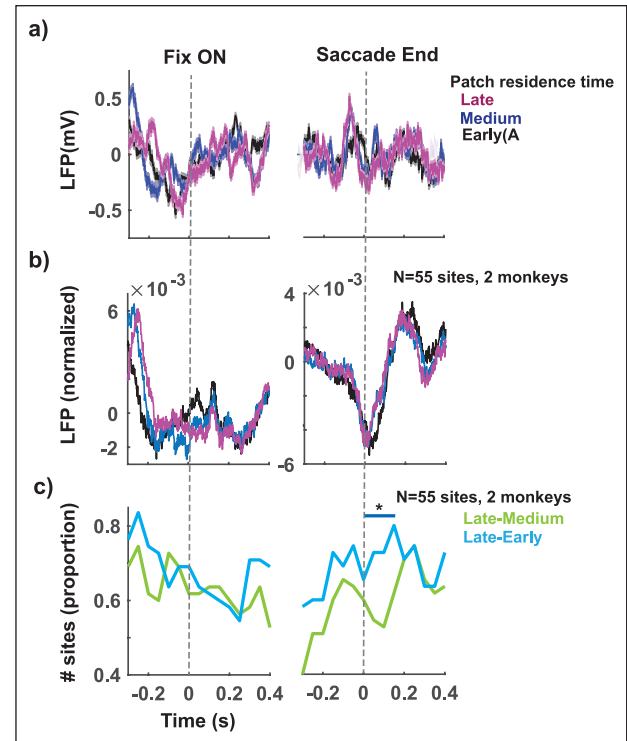 a)
Fix ON
Saccade End
Patch residence time
Late
Medium
Early(A
LFP(mV)
0.5
0
-0.5
b)
×10 -3
×10 -3
N=55 sites, 2 monkeys
LFP (normalized)
6
2
0
-2
4
0
-6
c)
N=55 sites, 2 monkeys
Late-Medium
Late-Early
*
# sites (proportion)
0.8
0.6
0.4
-0.2 0 0.2 0.4
-0.2 0 0.2 0.4
Time (s)